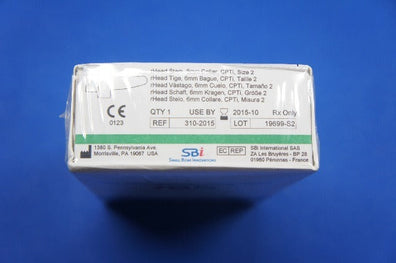 rHead Stem, 6mm Collar, CPTi, Size 2
rHead Tige, 6mm Bague, CPTi, Taille 2
rHead Vástago, 6mm Cuelo, CPTi, Tamaño 2
rHead Schaft, 6mm Kragen, CPTi, Größe 2
rHead Stelo, 6mm Collare, CPTi, Misura 2
CE 0123
QTY 1 USE BY 2015-10 Rx Only
REF 310-2015 LOT 19699-S2
1380 S. Pennsylvania Ave.
Morrisville, PA 19067 USA
SBi
SMALL BONE INNOVATIONS
EC REP
SBi International SAS
ZA Les Bruyères - BP 28
01960 Péronnas - France